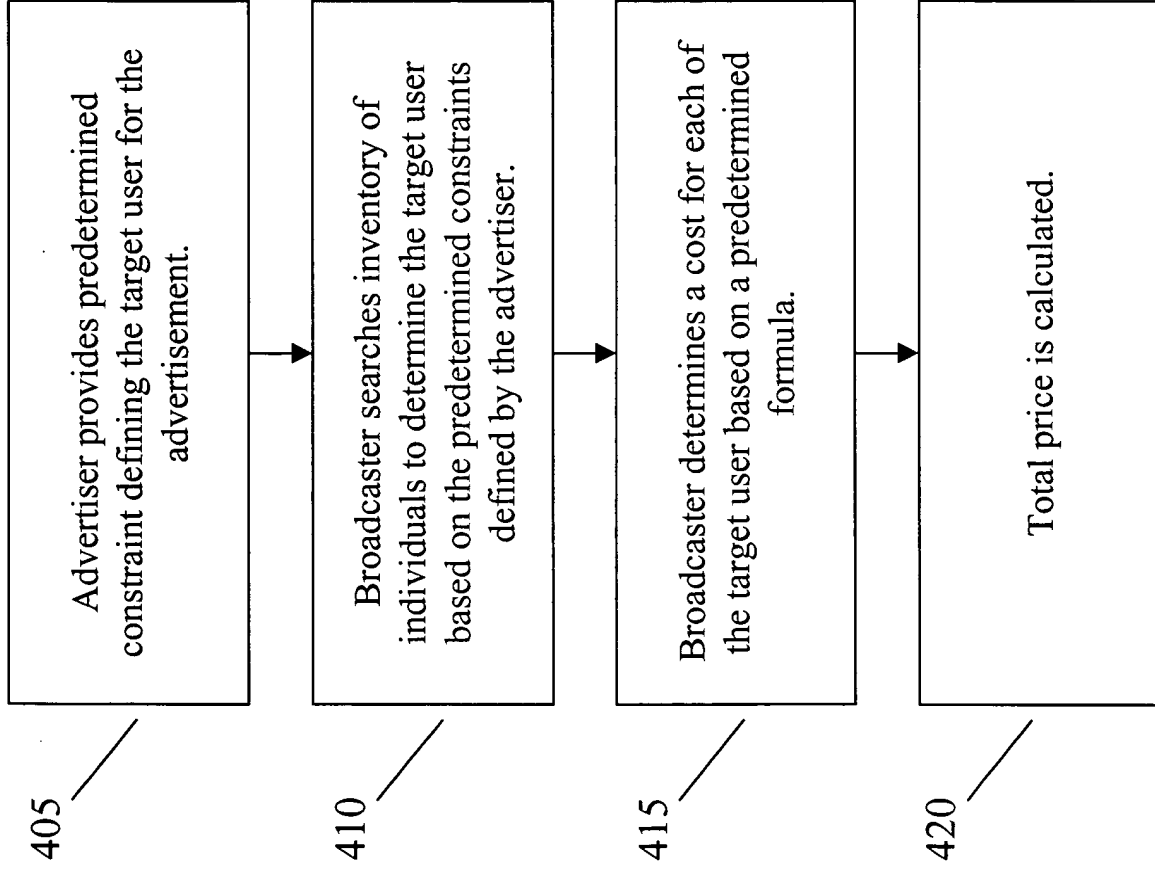 405
Advertiser provides predetermined
constraint defining the target user for the
advertisement.
410
Broadcaster searches inventory of
individuals to determine the target user
based on the predetermined constraints
defined by the advertiser.
415
Broadcaster determines a cost for each of
the target user based on a predetermined
formula.
420
Total price is calculated.